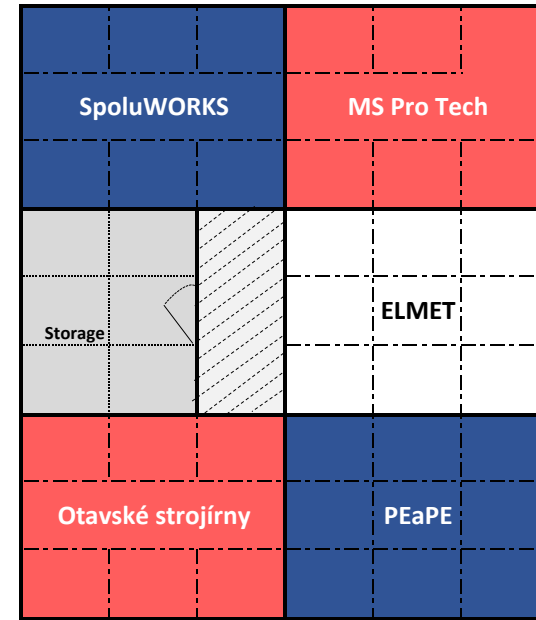 SpoluWORKS
MS Pro Tech
ELMET
Storage
Otavské strojírny
PEaPE